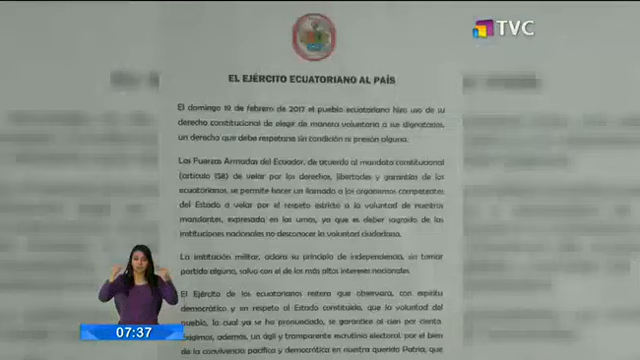 TVC
EL EJÉRCITO ECUATORIANO AL PAÍS
El domingo 19 de febrero de 2017 el pueblo ecuatoriano hizo uso de su
derecho constitucional de elegir de manera voluntaria a sus dignatarios,
un derecho que debe respetarse sin condición ni presión alguna.
Las Fuerzas Armadas del Ecuador, de acuerdo al mandato constitucional
(artículo 158) de velar por los derechos, libertades y garantías de los
ecuatorianos, se permite hacer un llamado a los organismos competentes
del Estado a velar por el respeto estricto a la voluntad de nuestros
mandantes, expresada en las urnas, ya que es deber sagrado de las
instituciones nacionales no desconocer la voluntad ciudadana.
La institución militar, aclara su principio de independencia, sin tomar
partido alguno, salvo con el de los más altos intereses nacionales
El Ejército de los ecuatorianos reitera que observará, con espíritu
democrático y en respeto al Estado constituido, que la voluntad del
pueblo, la cual ya se ha pronunciado, se garantice al cien por ciento.
Exigimos, además, un ágil y transparente escrutinio electoral, por el bien
de la convivencia pacífica y democrática en nuestra querida Patria, que
07:37